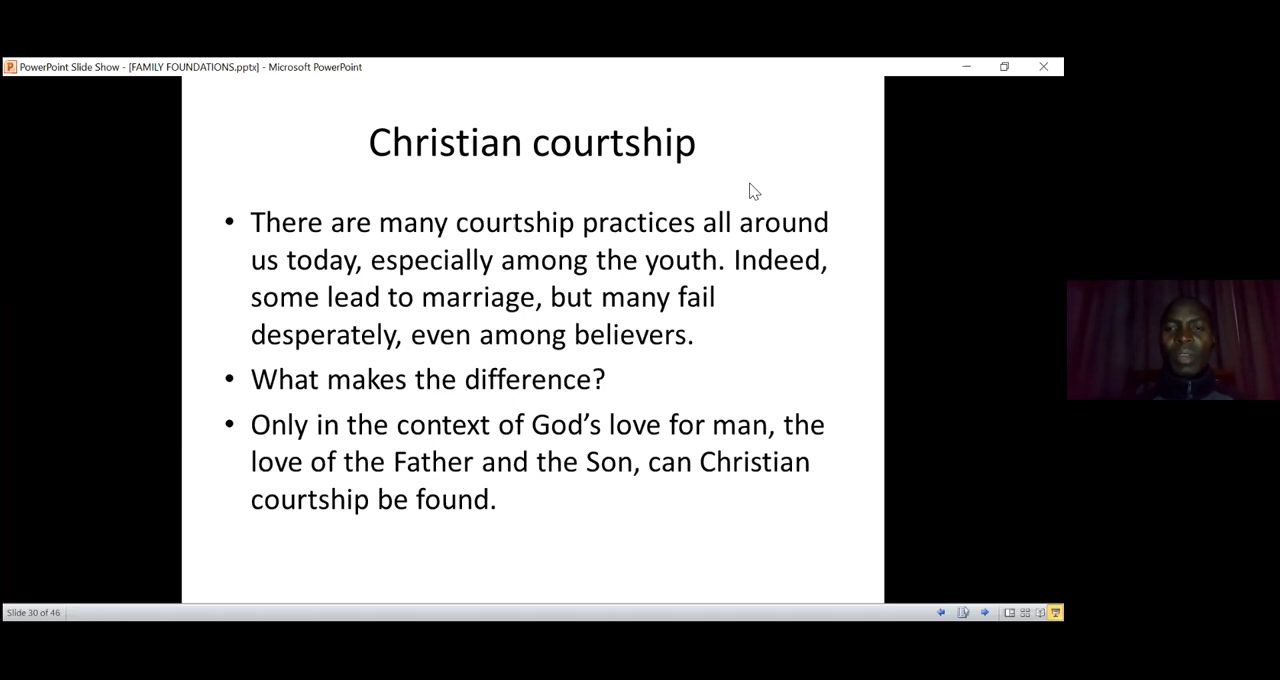 PowerPoint Slide Show - [FAMILY FOUNDATIONS.pptx] - Microsoft PowerPoint
Christian courtship
• There are many courtship practices all around
us today, especially among the youth. Indeed,
some lead to marriage, but many fail
desperately, even among believers.
• What makes the difference?
• Only in the context of God’s love for man, the
love of the Father and the Son, can Christian
courtship be found.
Slide 30 of 46